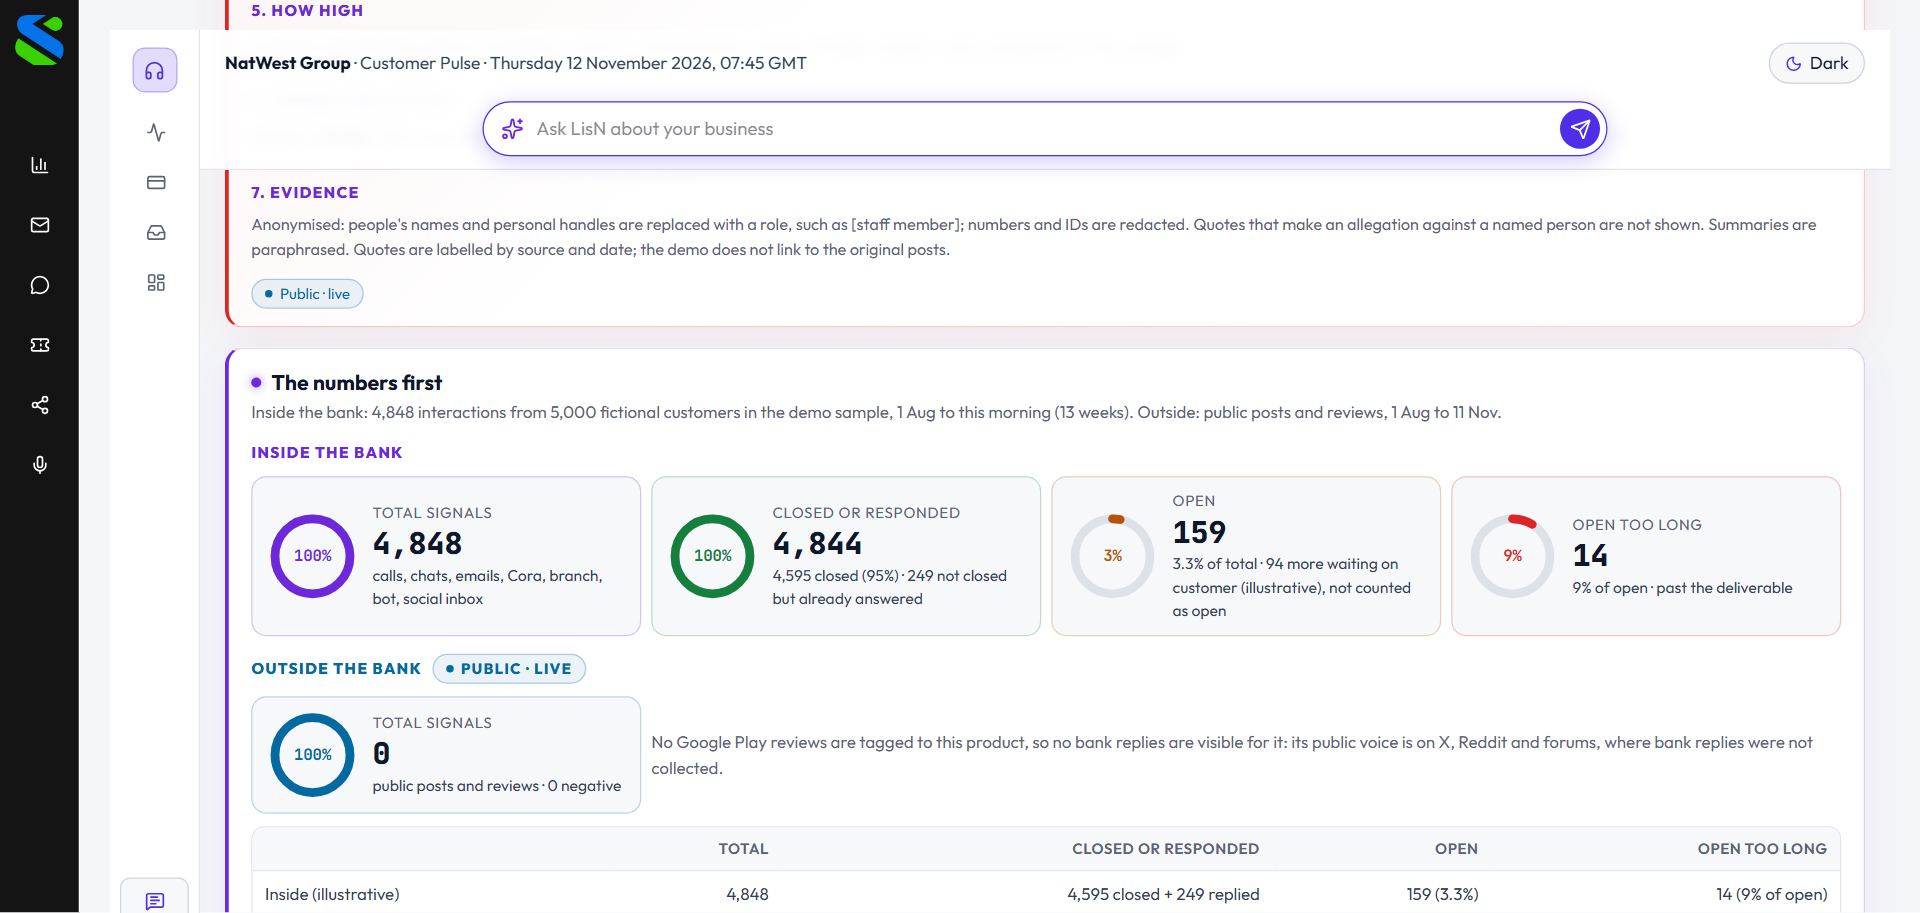 5. HOW HIGH
NatWest Group · Customer Pulse · Thursday 12 November 2026, 07:45 GMT
Dark
Ask LisN about your business
7. EVIDENCE
Anonymised: people's names and personal handles are replaced with a role, such as [staff member]; numbers and IDs are redacted. Quotes that make an allegation against a named person are not shown. Summaries are
paraphrased. Quotes are labelled by source and date; the demo does not link to the original posts.
Public · live
The numbers first
Inside the bank: 4,848 interactions from 5,000 fictional customers in the demo sample, 1 Aug to this morning (13 weeks). Outside: public posts and reviews, 1 Aug to 11 Nov.
INSIDE THE BANK
100%
TOTAL SIGNALS
4,848
calls, chats, emails, Cora, branch,
bot, social inbox
100%
CLOSED OR RESPONDED
4,844
4,595 closed (95%) · 249 not closed
but already answered
3%
OPEN
159
3.3% of total · 94 more waiting on
customer (illustrative), not counted
as open
9%
OPEN TOO LONG
14
9% of open · past the deliverable
OUTSIDE THE BANK
PUBLIC · LIVE
100%
TOTAL SIGNALS
0
public posts and reviews · 0 negative
No Google Play reviews are tagged to this product, so no bank replies are visible for it: its public voice is on X, Reddit and forums, where bank replies were not
collected.
TOTAL CLOSED OR RESPONDED OPEN OPEN TOO LONG
Inside (illustrative) 4,848 4,595 closed + 249 replied 159 (3.3%) 14 (9% of open)